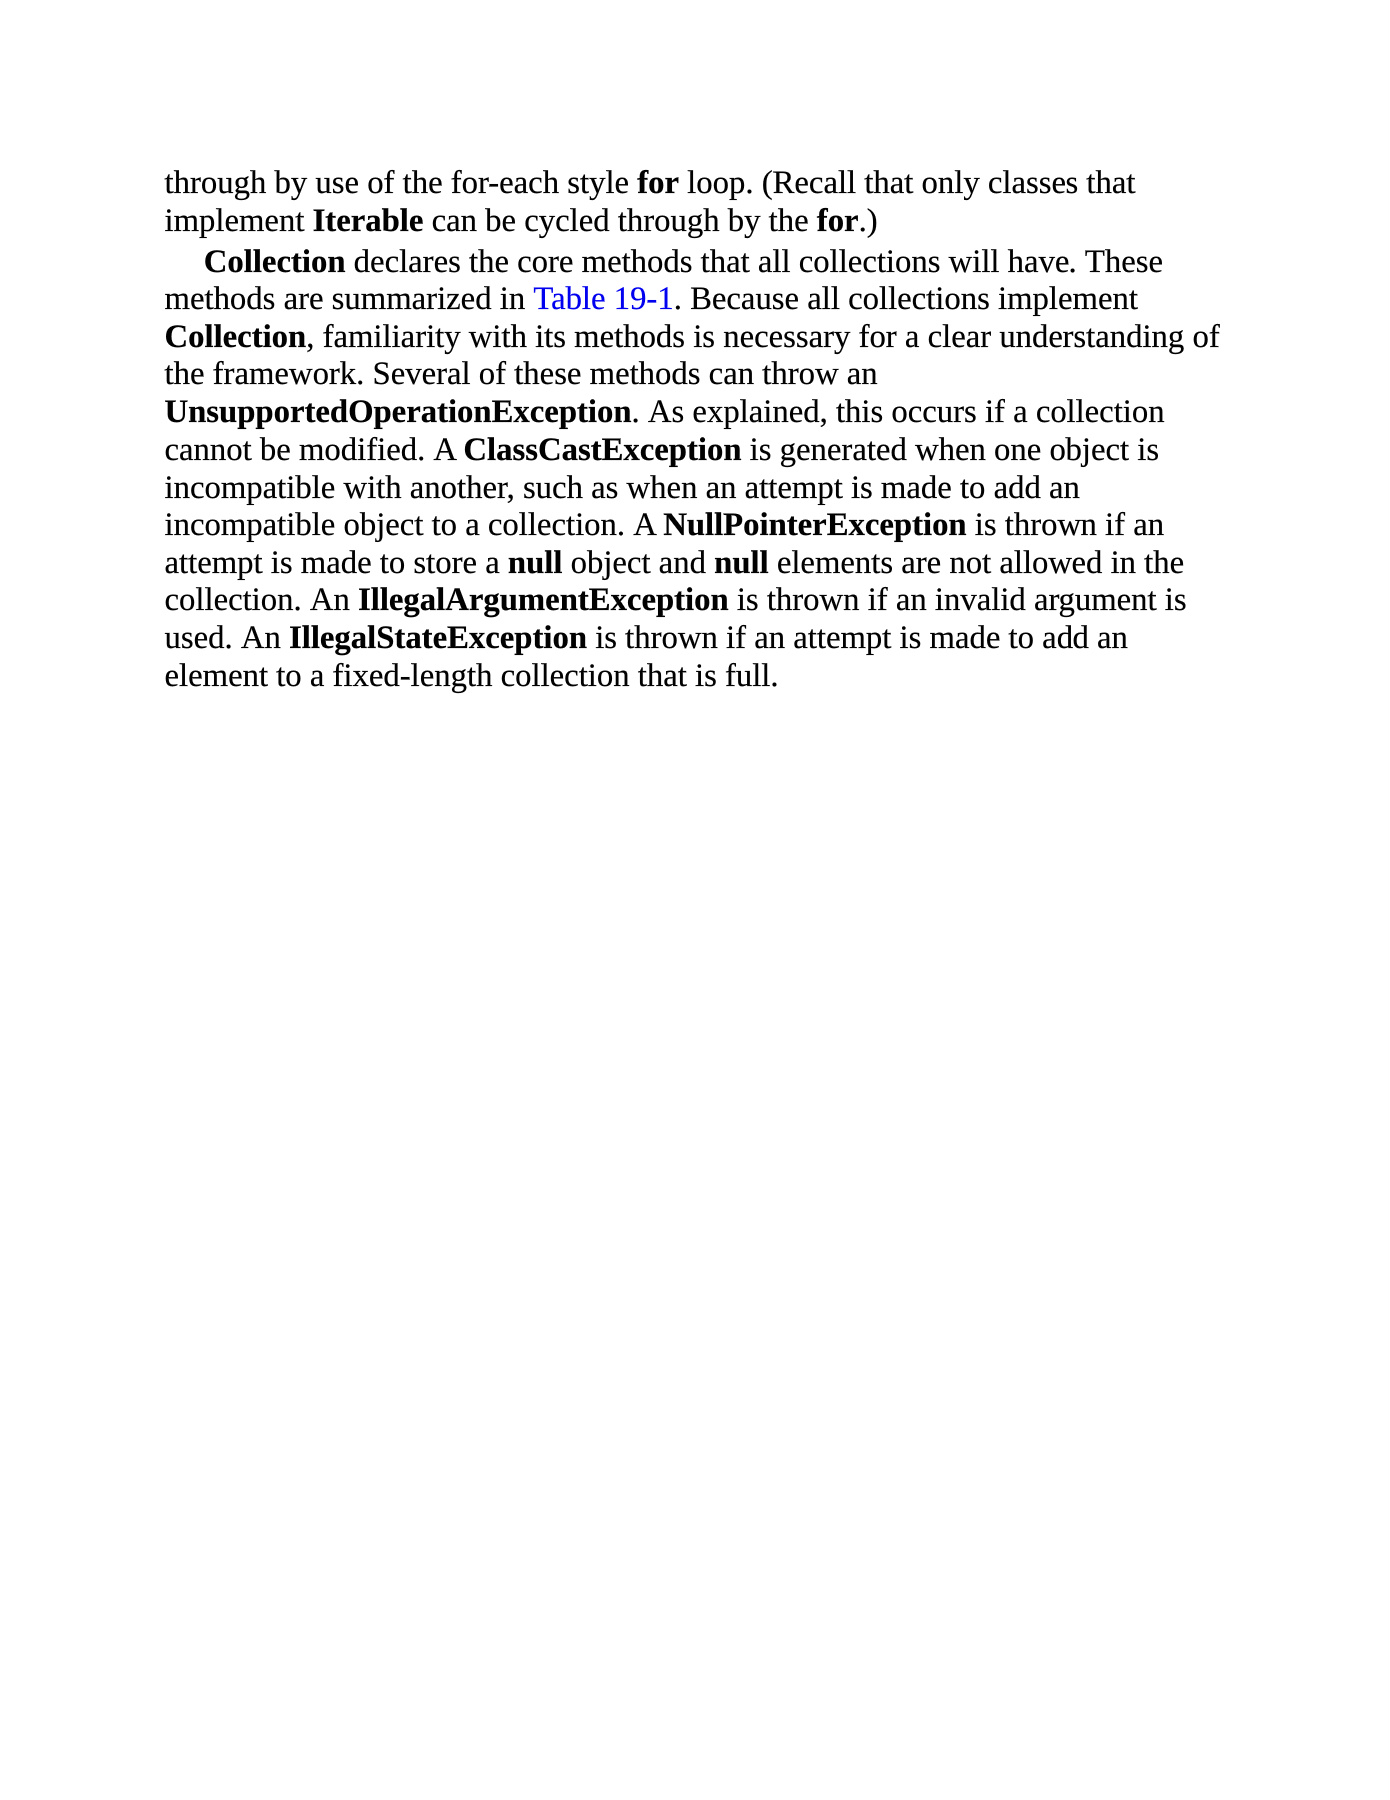 through by use of the for-each style for loop. (Recall that only classes that
implement Iterable can be cycled through by the for.)
Collection declares the core methods that all collections will have. These
methods are summarized in Table 19-1. Because all collections implement
Collection, familiarity with its methods is necessary for a clear understanding of
the framework. Several of these methods can throw an
UnsupportedOperationException. As explained, this occurs if a collection
cannot be modified. A ClassCastException is generated when one object is
incompatible with another, such as when an attempt is made to add an
incompatible object to a collection. A NullPointerException is thrown if an
attempt is made to store a null object and null elements are not allowed in the
collection. An IllegalArgumentException is thrown if an invalid argument is
used. An IllegalStateException is thrown if an attempt is made to add an
element to a fixed-length collection that is full.